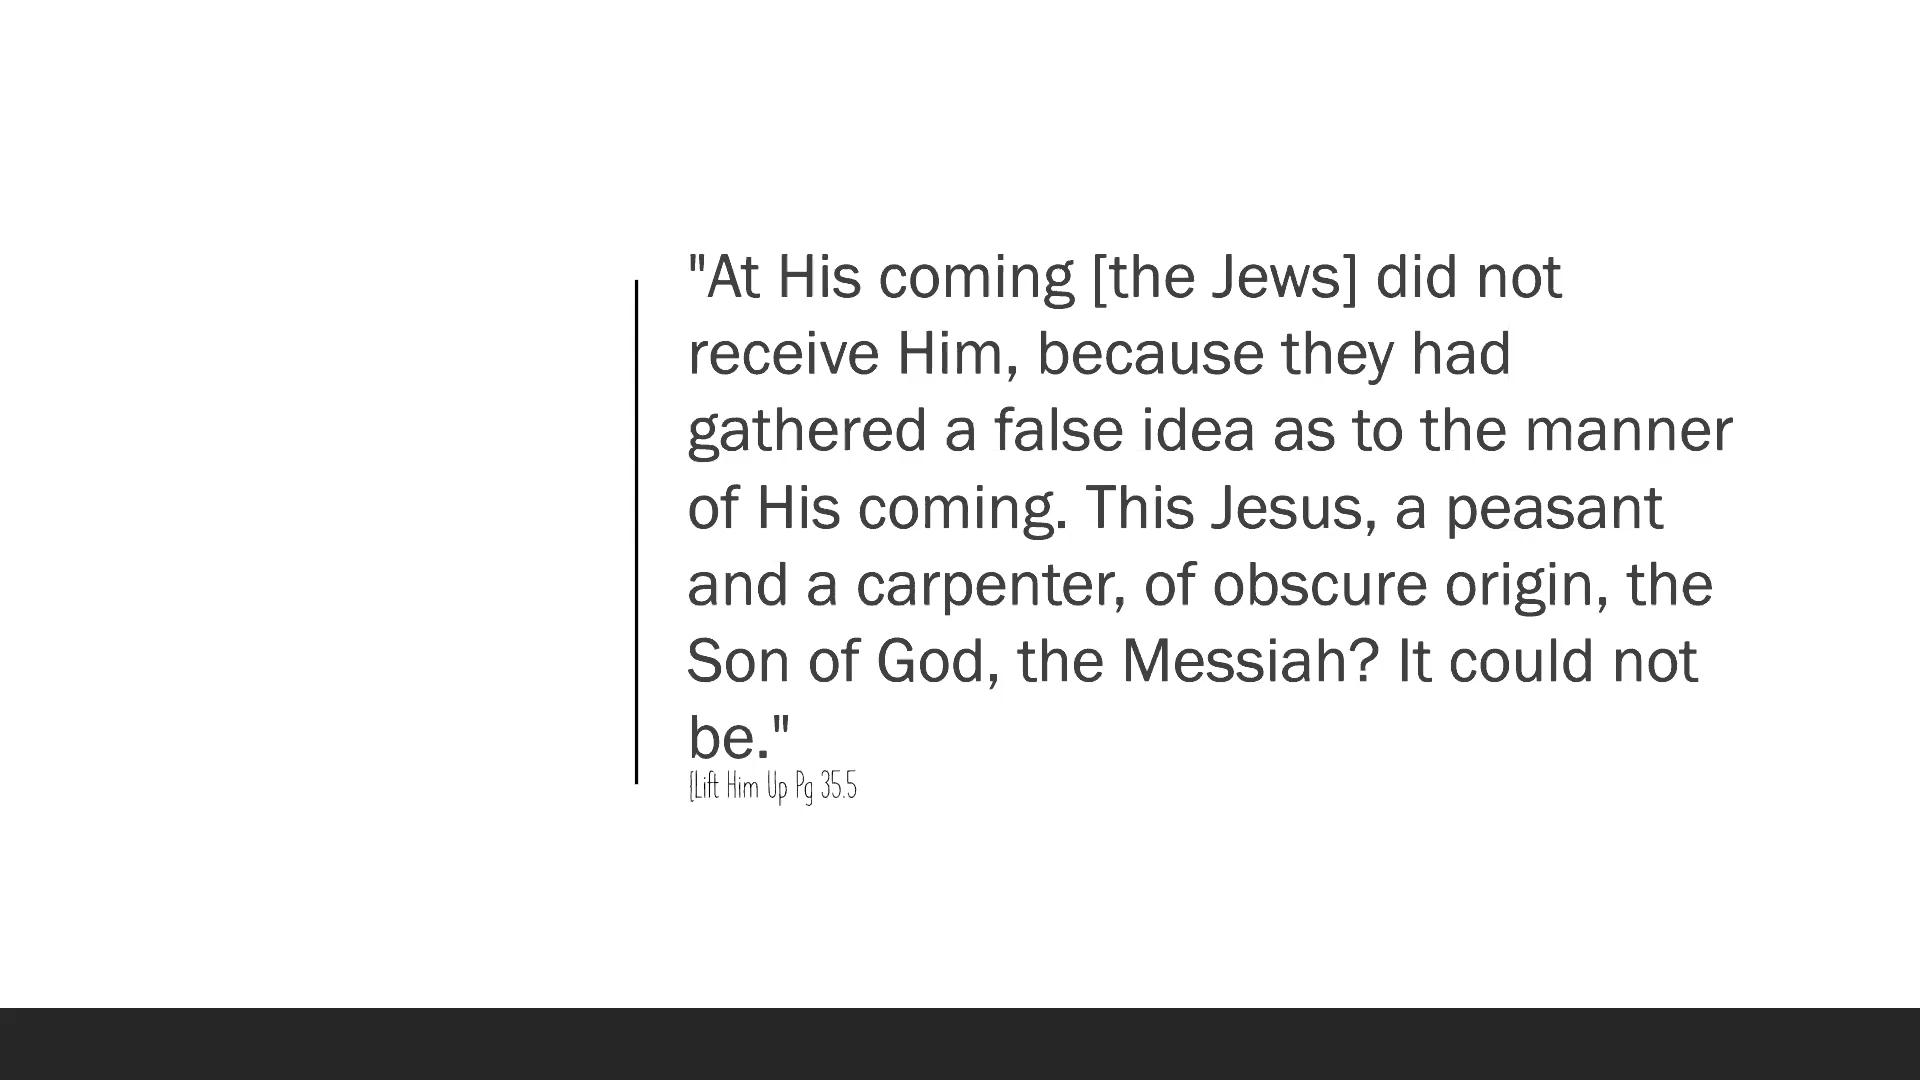 "At His coming [the Jews] did not
receive Him, because they had
gathered a false idea as to the manner
of His coming. This Jesus, a peasant
and a carpenter, of obscure origin, the
Son of God, the Messiah? It could not
be."
[Lift Him Up Pg 35.5